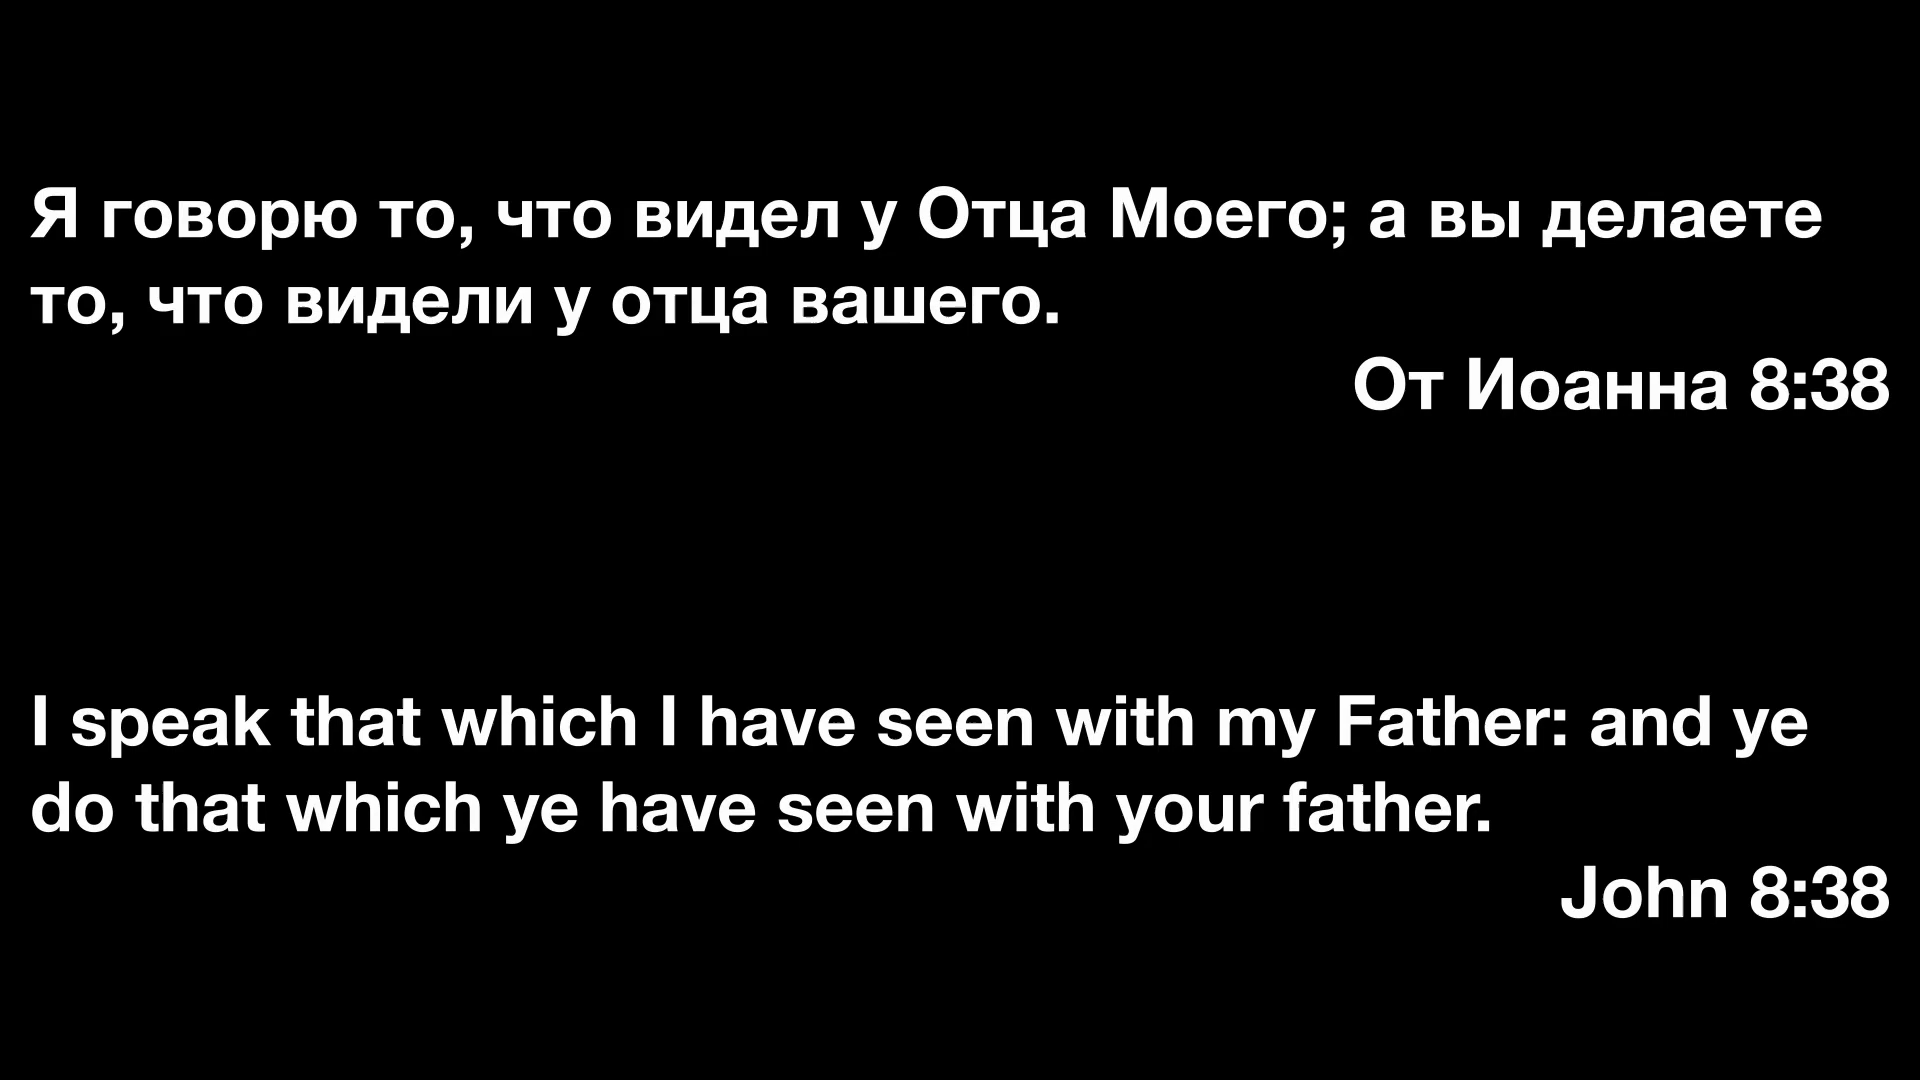 Я говорю то, что видел у Отца Моего; а вы делаете
то, что видели у отца вашего.
От Иоанна 8:38
I speak that which I have seen with my Father: and ye
do that which ye have seen with your father.
John 8:38